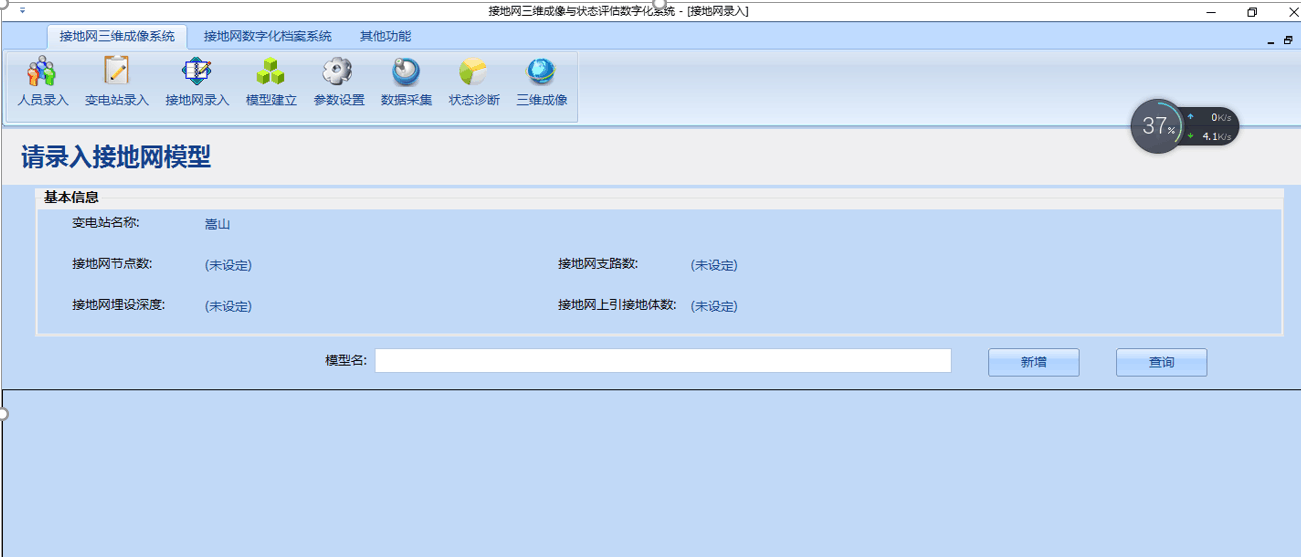 接地网三维成像与状态评估数字化系统 - [接地网录入]
接地网三维成像系统 接地网数字化档案系统 其他功能
人员录入 变电站录入 接地网录入 模型建立 参数设置 数据采集 状态诊断 三维成像
37% 0K/s
4.1K/s
请录入接地网模型
基本信息
变电站名称: 嵩山
接地网节点数: (未设定) 接地网支路数: (未设定)
接地网埋设深度: (未设定) 接地网上引接地体数: (未设定)
模型名: 新增 查询